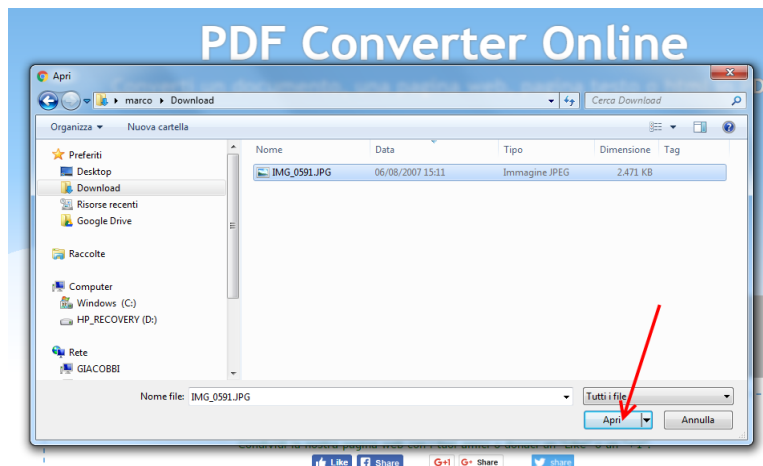 PDF Converter Online
Apri
marco ▸ Download
Cerca Download
Organizza
Nuova cartella
Preferiti
Desktop
Download
Risorse recenti
Google Drive
Raccolte
Computer
Windows (C:)
HP_RECOVERY (D:)
Rete
GIACOBBI
Nome Data Tipo Dimensione Tag
IMG_0591.JPG 06/08/2007 15:11 Immagine JPEG 2.471 KB
Nome file: IMG_0591.JPG
Tutti i file
Apri Annulla
Like Share G+1 G+ Share share